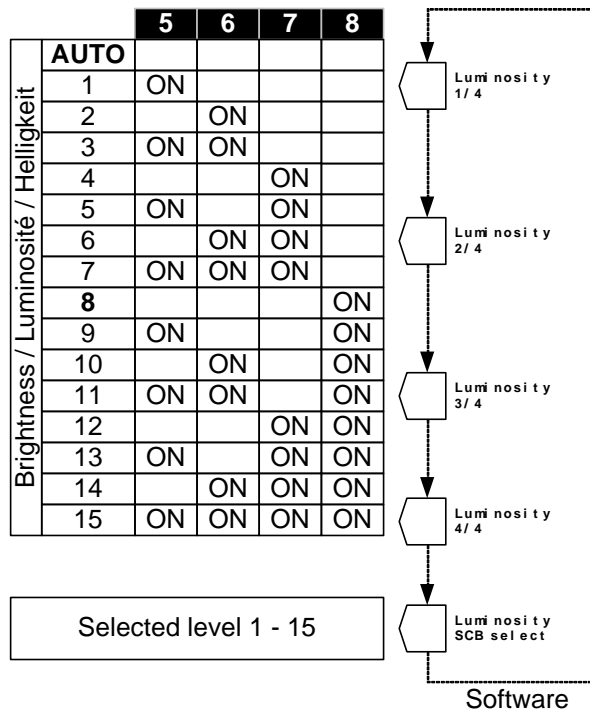 5 6 7 8
AUTO
Brightness / Luminosité / Helligkeit
1 ON
2 ON
3 ON ON
4 ON
5 ON ON
6 ON ON
7 ON ON ON
8 ON
9 ON ON
10 ON ON
11 ON ON ON
12 ON ON
13 ON ON ON
14 ON ON ON
15 ON ON ON ON
Selected level 1 - 15
Luminosity
1/4
Luminosity
2/4
Luminosity
3/4
Luminosity
4/4
Luminosity
SCB select
Software